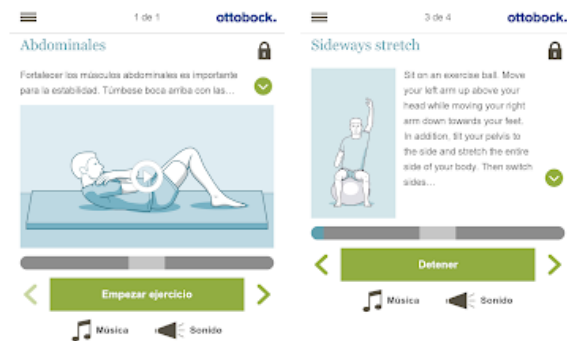 1 de 1
ottobock.
Abdominales
Fortalecer los músculos abdominales es importante
para la estabilidad. Túmbese boca arriba con las...
Empezar ejercicio
Música
Sonido
3 de 4
ottobock.
Sideways stretch
Sit on an exercise ball. Move
your left arm up above your
head while moving your right
arm down towards your feet.
In addition, tilt your pelvis to
the side and stretch the entire
side of your body. Then switch
sides...
Detener
Música
Sonido